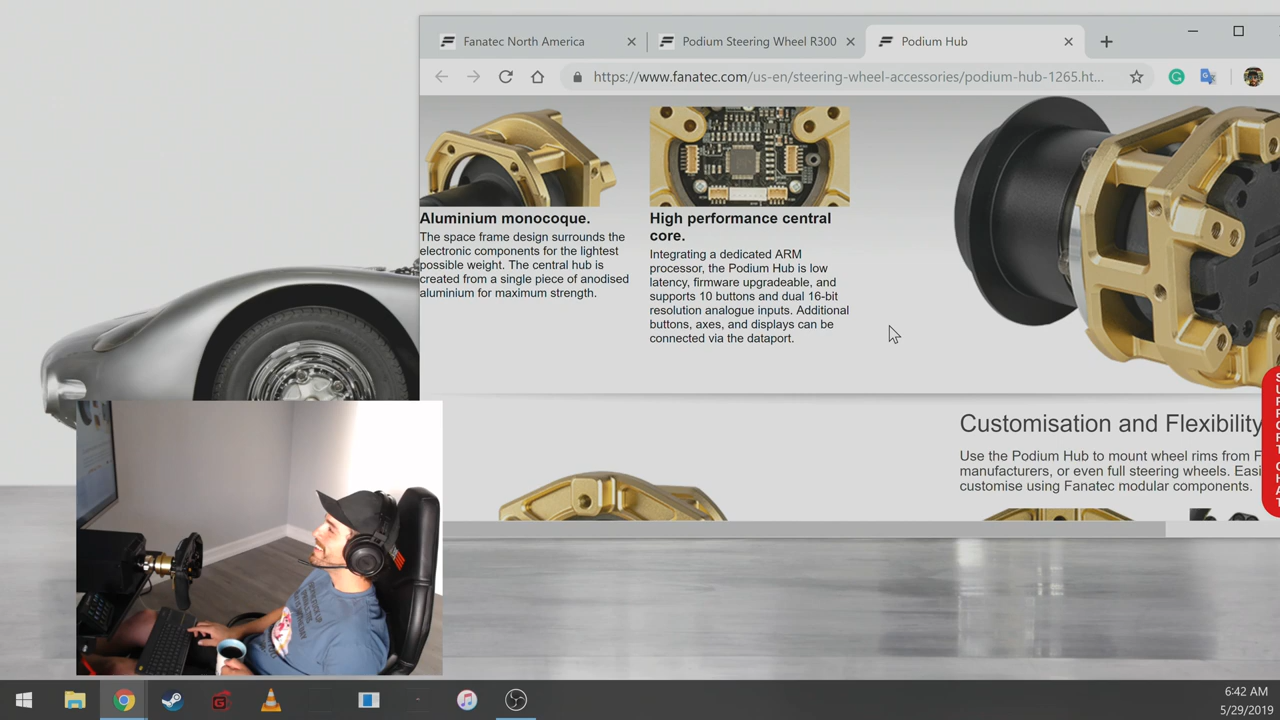 Fanatec North America
Podium Steering Wheel R300
Podium Hub
https://www.fanatec.com/us-en/steering-wheel-accessories/podium-hub-1265.ht...
Aluminium monocoque.
The space frame design surrounds the
electronic components for the lightest
possible weight. The central hub is
created from a single piece of anodised
aluminium for maximum strength.
High performance central
core.
Integrating a dedicated ARM
processor, the Podium Hub is low
latency, firmware upgradeable, and
supports 10 buttons and dual 16-bit
resolution analogue inputs. Additional
buttons, axes, and displays can be
connected via the dataport.
Customisation and Flexibility
Use the Podium Hub to mount wheel rims from
manufacturers, or even full steering wheels.
customise using Fanatec modular components.
6:42 AM
5/29/2019